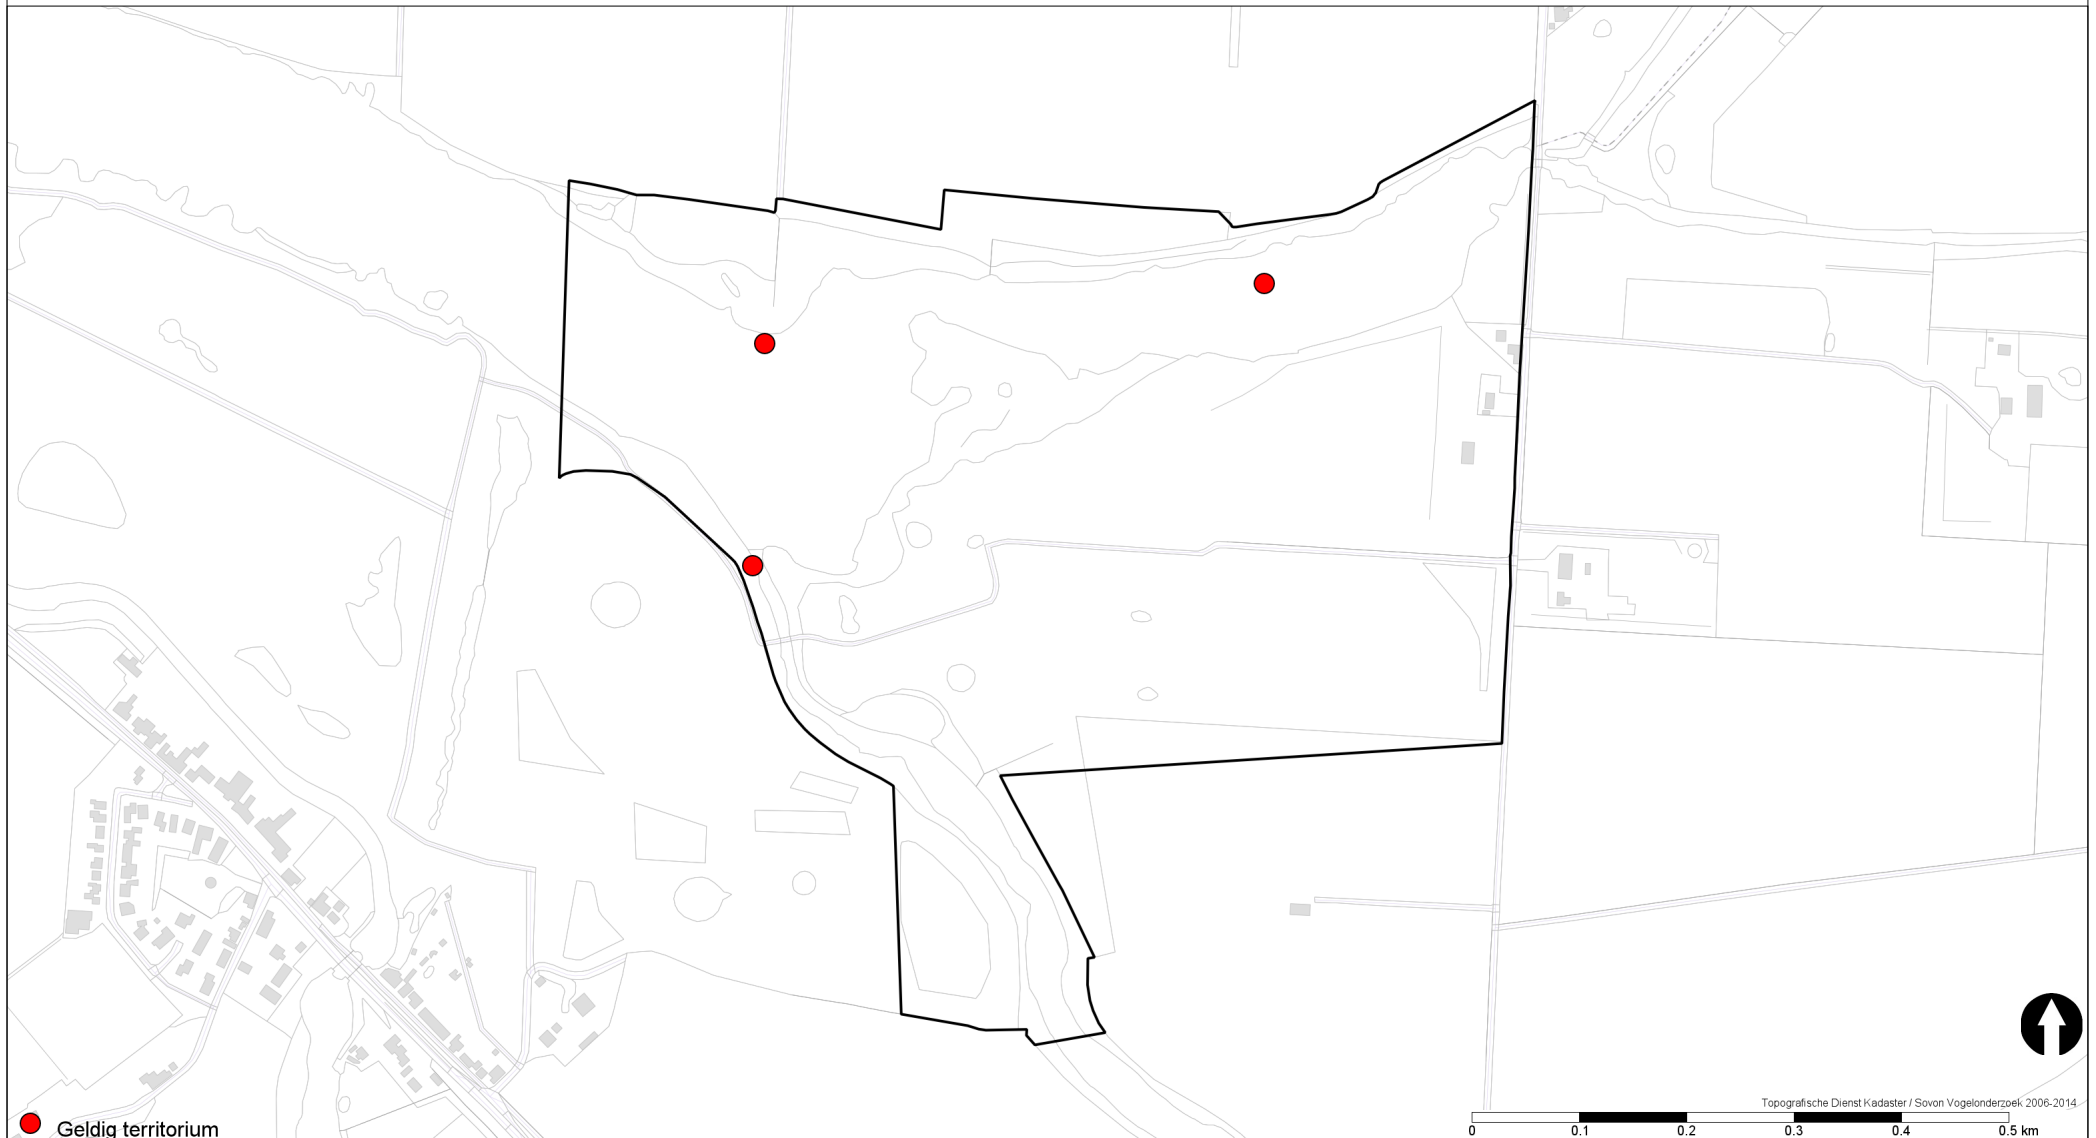 Topografische Dienst Kadaster / Sovon Vogelonderzoek 2006-2014
0 0.1 0.2 0.3 0.4 0.5 km
Geldig territorium